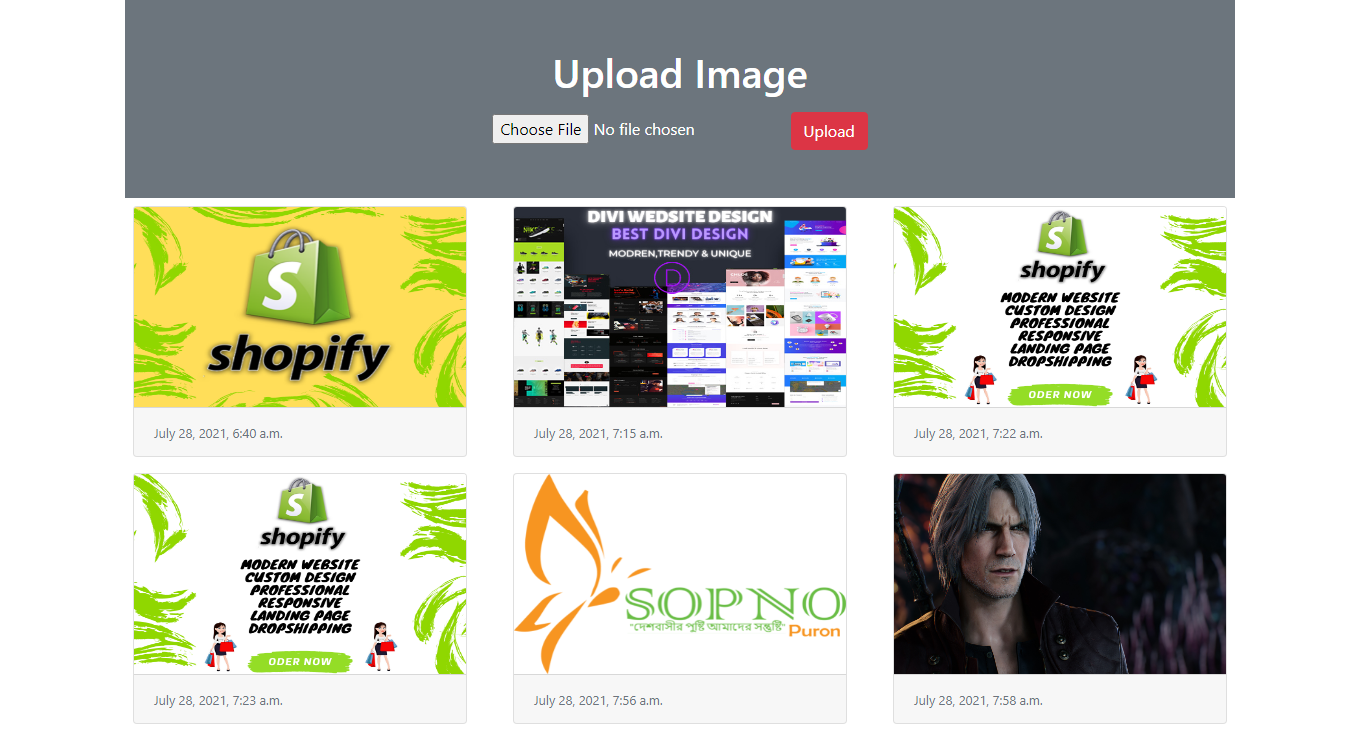 Upload Image
Choose File No file chosen
Upload
S
shopify
July 28, 2021, 6:40 a.m.
DIVI WEDSITE DESIGN
BEST DIVI DESIGN
MODREN,TRENDY & UNIQUE
D
July 28, 2021, 7:15 a.m.
S
shopify
MODERN WEBSITE
CUSTOM DESIGN
PROFESSIONAL
RESPONSIVE
LANDING PAGE
DROPSHIPPING
ODER NOW
July 28, 2021, 7:22 a.m.
S
shopify
MODERN WEBSITE
CUSTOM DESIGN
PROFESSIONAL
RESPONSIVE
LANDING PAGE
DROPSHIPPING
ODER NOW
July 28, 2021, 7:23 a.m.
SOPNO
"দেশবাসীর পুষ্টি আমাদের সন্তুষ্টি"
Puron
July 28, 2021, 7:56 a.m.
July 28, 2021, 7:58 a.m.